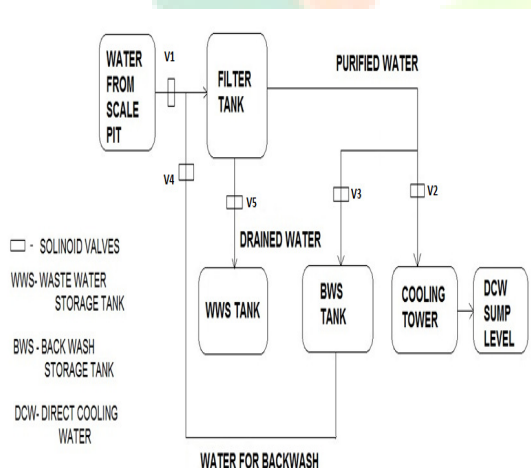 WATER
FROM
SCALE
PIT
V1
FILTER
TANK
PURIFIED WATER
V4
V5
V3
V2
DRAINED WATER
WWS TANK
BWS
TANK
COOLING
TOWER
DCW
SUMP
LEVEL
- SOLINOID VALVES
WWS- WASTE WATER
STORAGE TANK
BWS - BACK WASH
STORAGE TANK
DCW- DIRECT COOLING
WATER
WATER FOR BACKWASH